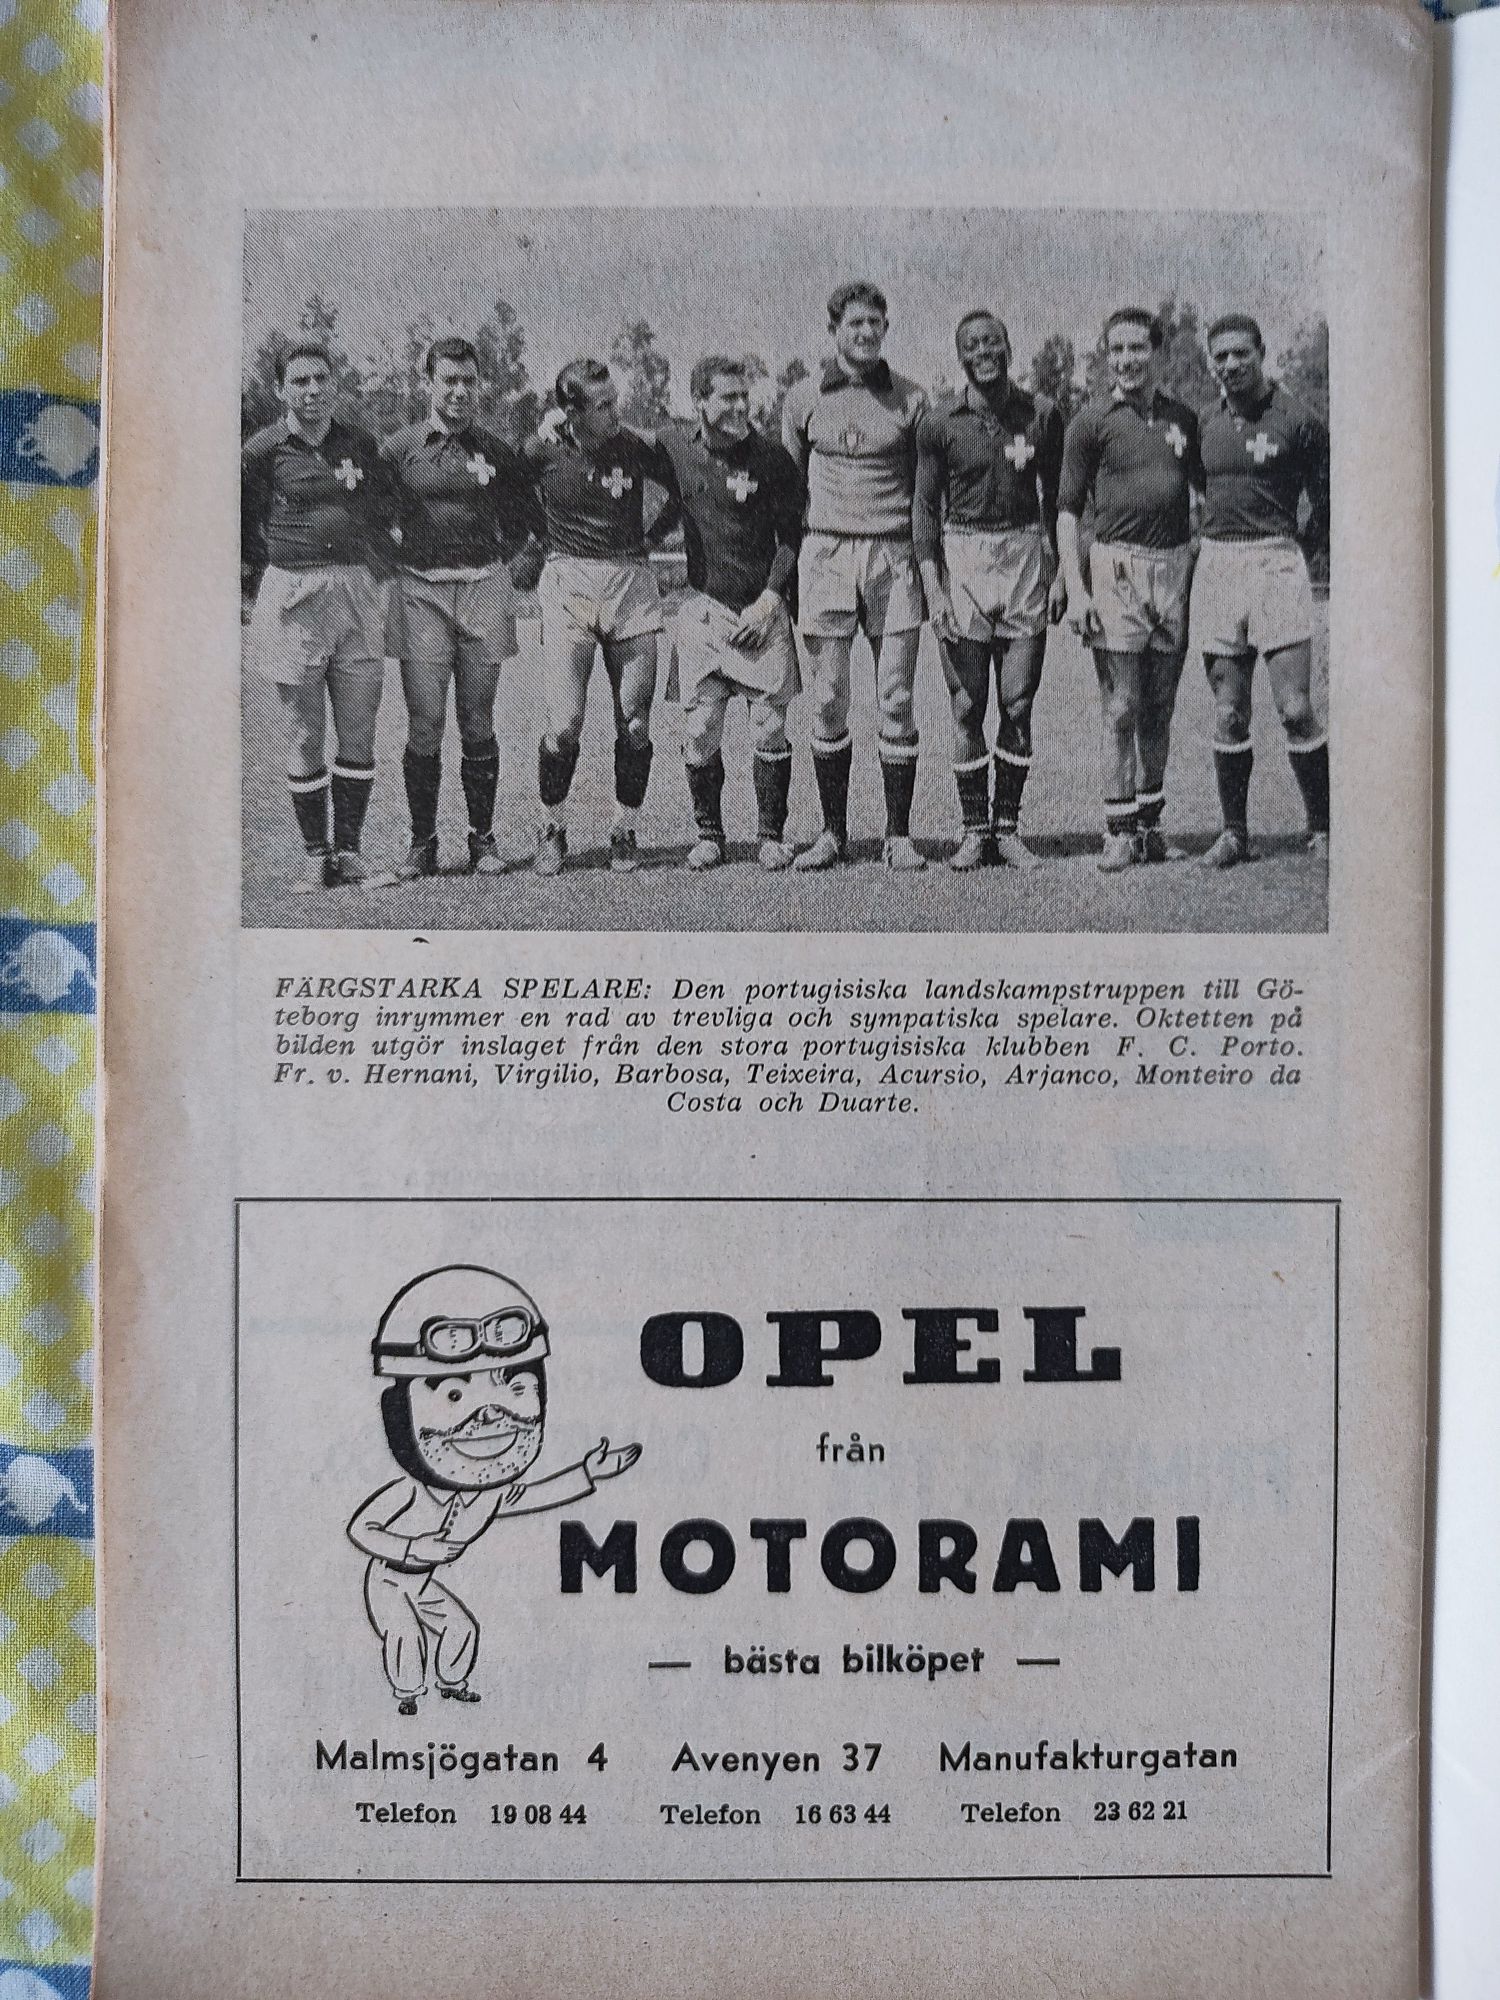 FÄRGSTARKA SPELARE: Den portugisiska landskampstruppen till Gö-
teborg inrymmer en rad av trevliga och sympatiska spelare. Oktetten på
bilden utgör inslaget från den stora portugisiska klubben F. C. Porto.
Fr. v. Hernani, Virgilio, Barbosa, Teixeira, Acursio, Arjanco, Monteiro da
Costa och Duarte.
OPEL
från
MOTORAMI
— bästa bilköpet —
Malmsjögatan 4 Avenyen 37 Manufakturgatan
Telefon 19 08 44 Telefon 16 63 44 Telefon 23 62 21